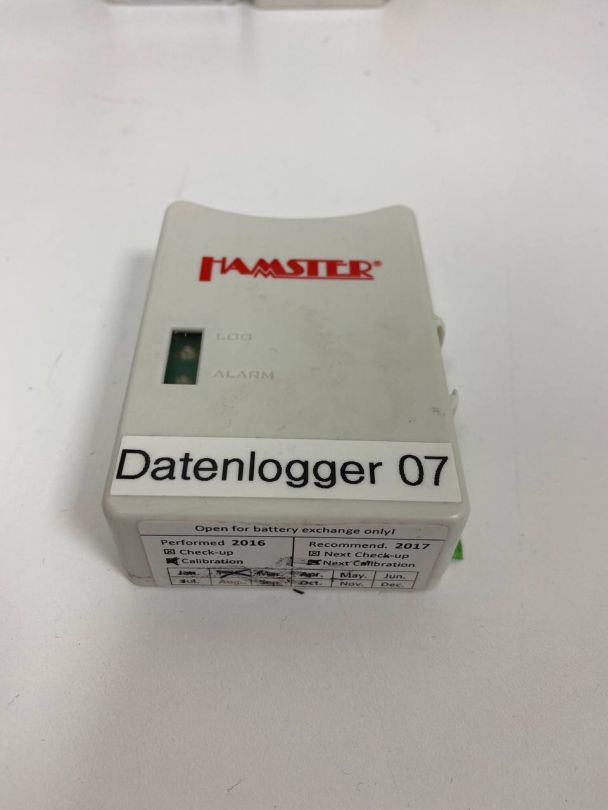 HAMSTER®
LOG
ALARM
Datenlogger 07
Open for battery exchange only!
Performed 2016
Recommend. 2017
☒ Check-up
☒ Next Check-up
Calibration
Next Calibration
Jan. Mar. Apr. May. Jun.
Jul. Aug. Sep. Oct. Nov. Dec.